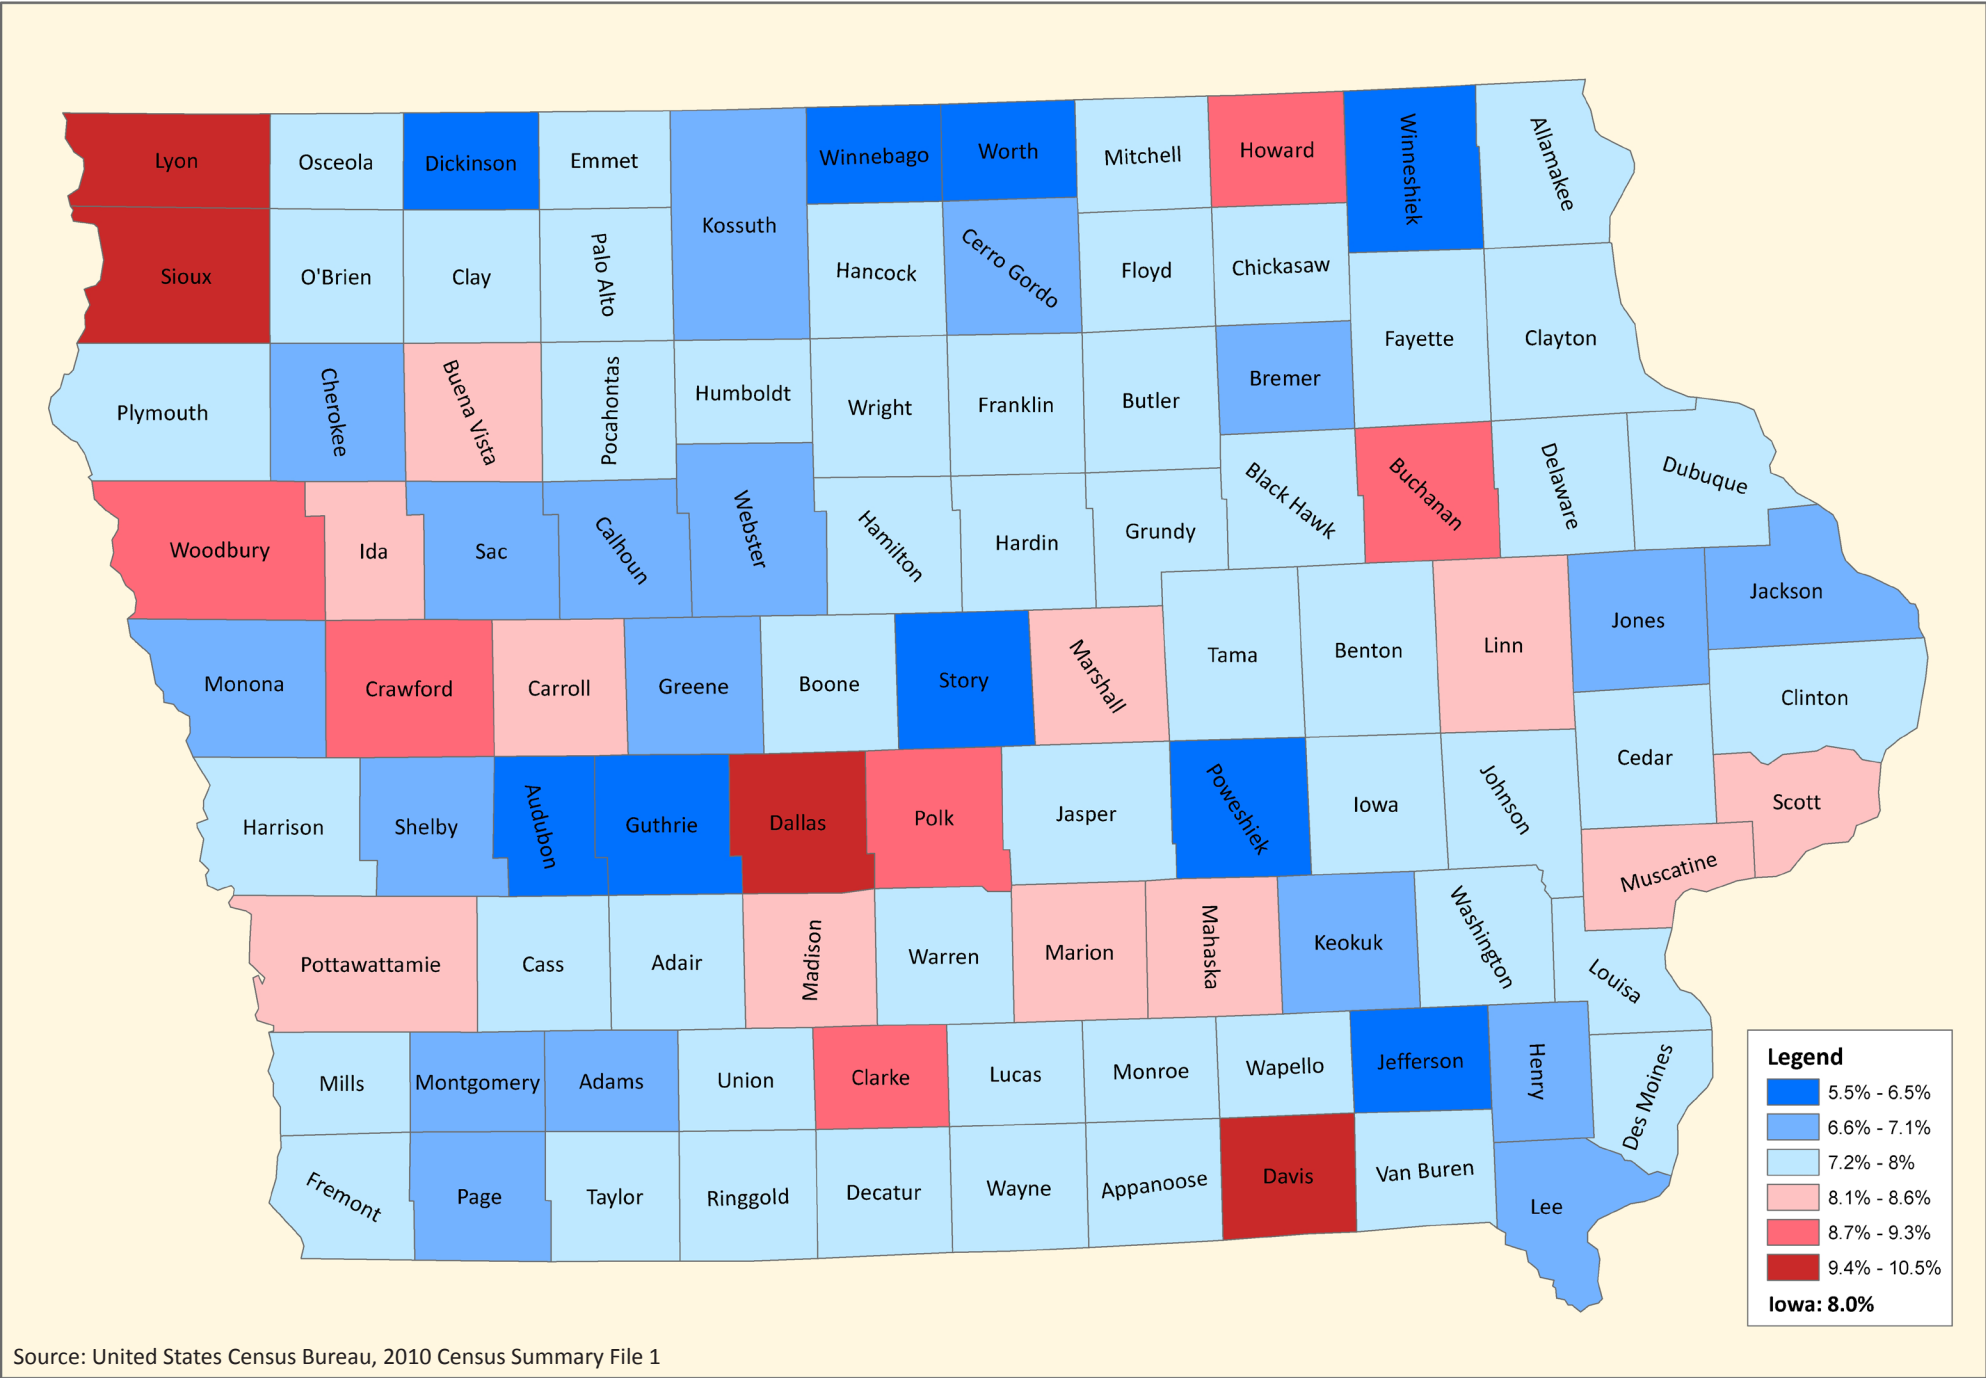 Lyon
Osceola
Dickinson
Emmet
Kossuth
Winnebago
Worth
Mitchell
Howard
Winneshiek
Allamakee
Sioux
O'Brien
Clay
Palo Alto
Hancock
Cerro Gordo
Floyd
Chickasaw
Fayette
Clayton
Plymouth
Cherokee
Buena Vista
Pocahontas
Humboldt
Wright
Franklin
Butler
Bremer
Black Hawk
Buchanan
Delaware
Dubuque
Woodbury
Ida
Sac
Calhoun
Webster
Hamilton
Hardin
Grundy
Tama
Benton
Linn
Jones
Jackson
Monona
Crawford
Carroll
Greene
Boone
Story
Marshall
Clinton
Cedar
Harrison
Shelby
Audubon
Guthrie
Dallas
Polk
Jasper
Poweshiek
Iowa
Johnson
Scott
Muscatine
Pottawattamie
Cass
Adair
Madison
Warren
Marion
Mahaska
Keokuk
Washington
Louisa
Mills
Montgomery
Adams
Union
Clarke
Lucas
Monroe
Wapello
Jefferson
Henry
Des Moines
Fremont
Page
Taylor
Ringgold
Decatur
Wayne
Appanoose
Davis
Van Buren
Lee
Legend
5.5% - 6.5%
6.6% - 7.1%
7.2% - 8%
8.1% - 8.6%
8.7% - 9.3%
9.4% - 10.5%
Iowa: 8.0%
Source: United States Census Bureau, 2010 Census Summary File 1